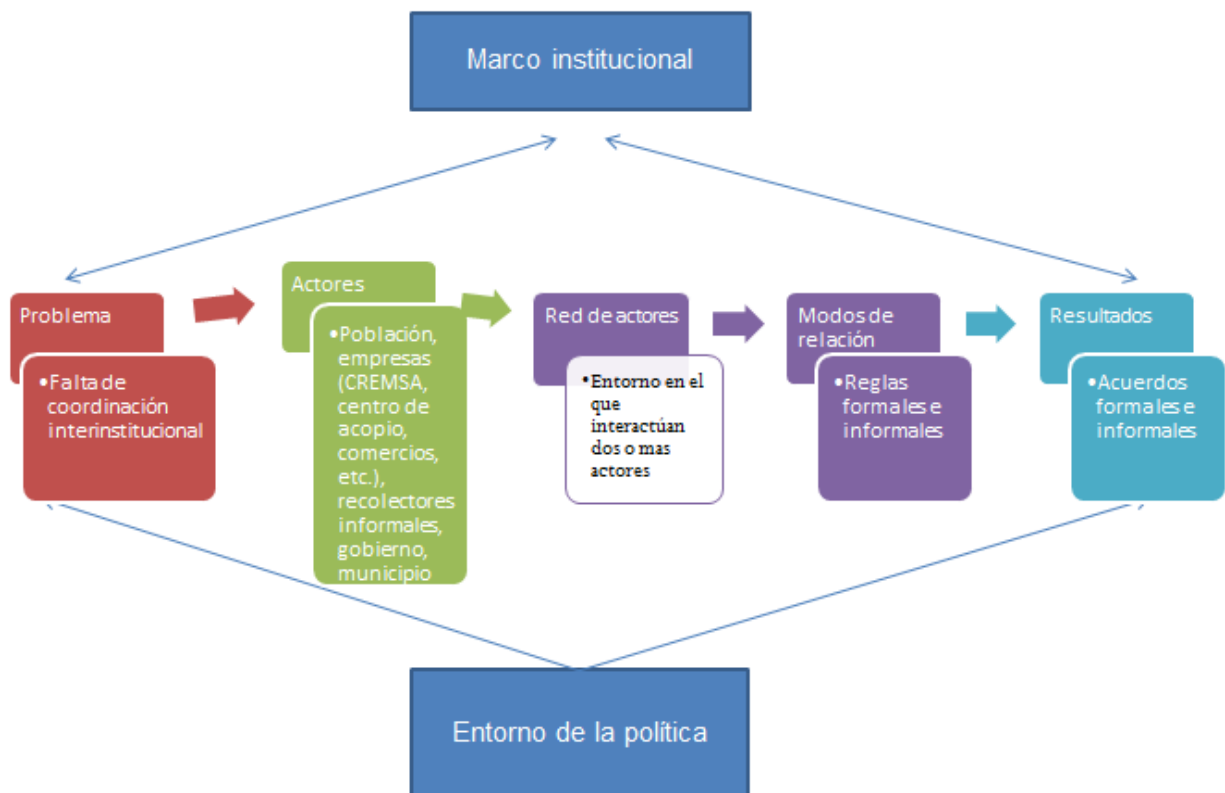 Marco institucional
Problema
•Falta de
coordinación
interinstitucional
Actores
•Población,
empresas
(CREMSA,
centro de
acopio,
comercios,
etc.),
recolectores
informales,
gobierno,
municipio
Red de actores
•Entorno en el
que
interactúan
dos o mas
actores
Modos de
relación
•Reglas
formales e
informales
Resultados
•Acuerdos
formales e
informales
Entorno de la política